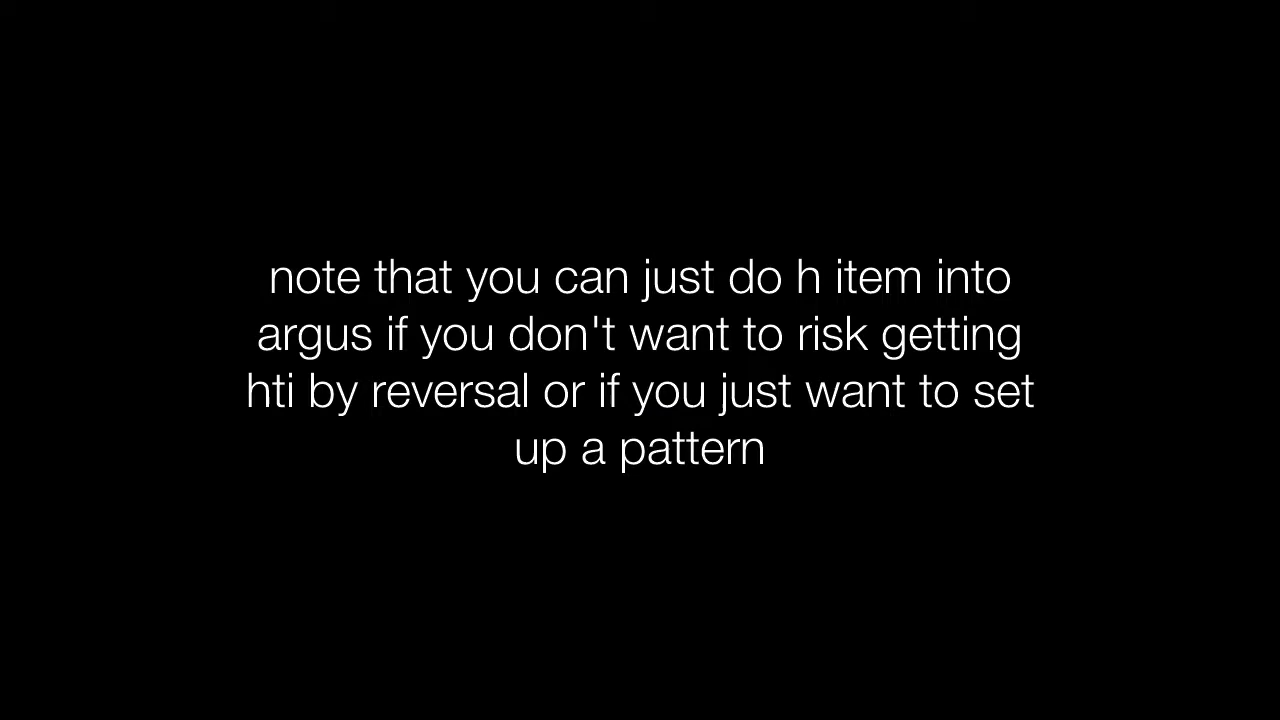 note that you can just do h item into
argus if you don't want to risk getting
hti by reversal or if you just want to set
up a pattern